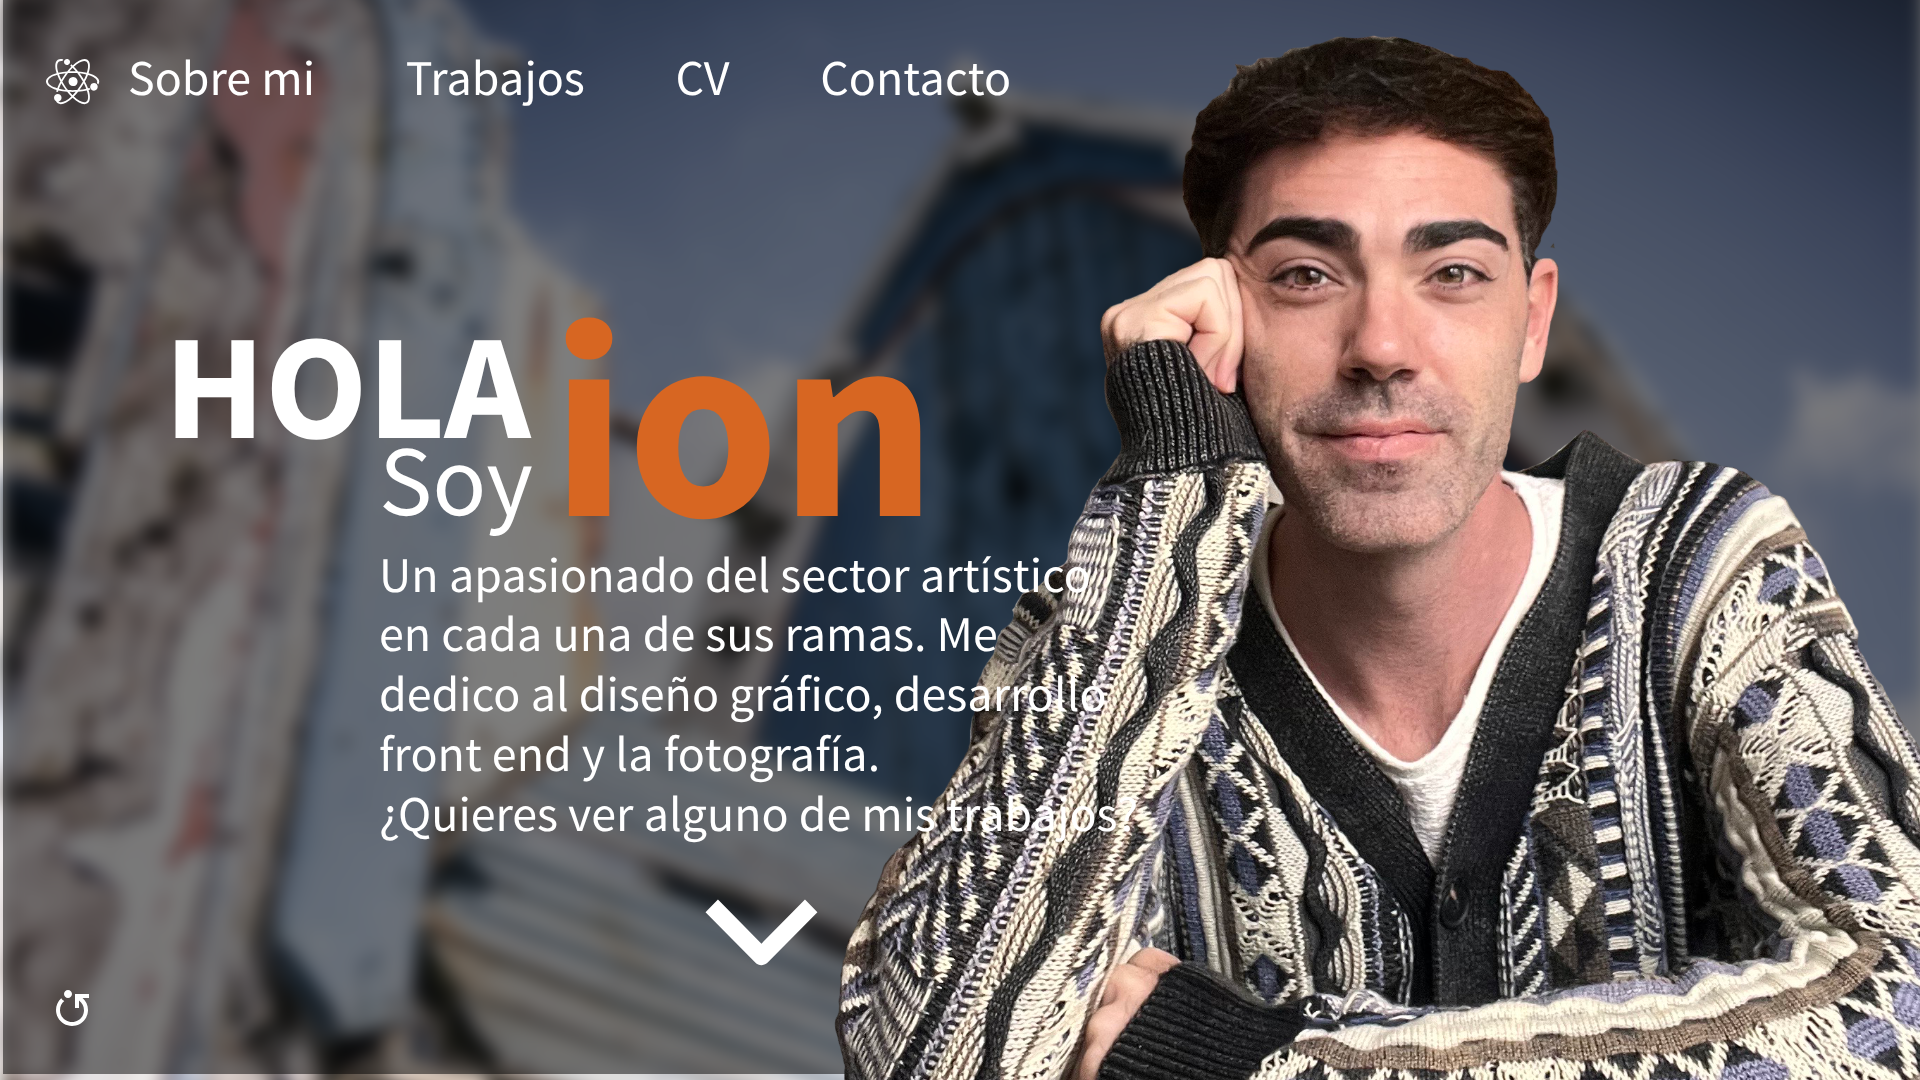 Sobre mi Trabajos CV Contacto
HOLA
Soy ion
Un apasionado del sector artístico
en cada una de sus ramas. Me
dedico al diseño gráfico, desarrollo
front end y la fotografía.
¿Quieres ver alguno de mis trabajos?